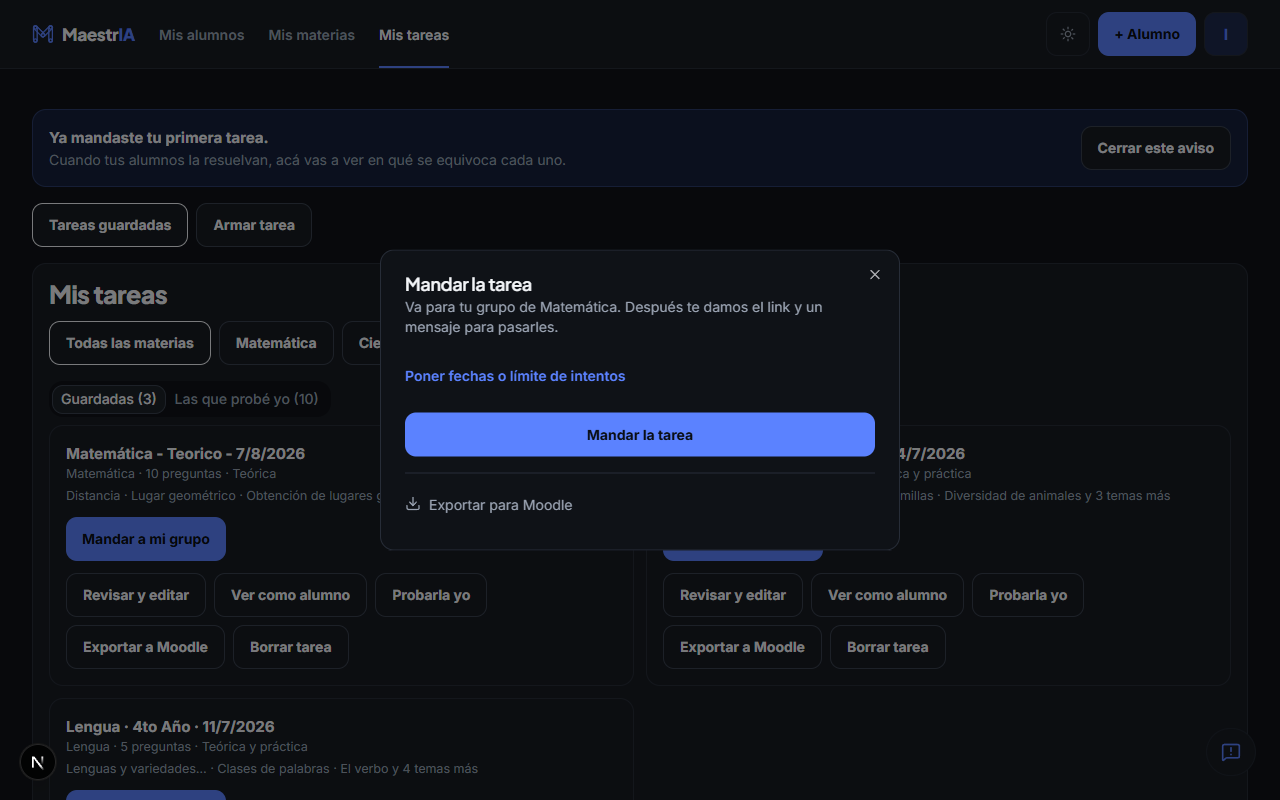 MaestrIA
Mis alumnos
Mis materias
Mis tareas
+ Alumno
I
Ya mandaste tu primera tarea.
Cuando tus alumnos la resuelvan, acá vas a ver en qué se equivoca cada uno.
Cerrar este aviso
Tareas guardadas
Armar tarea
Mis tareas
Todas las materias
Matemática
Cie
Guardadas (3)
Las que probé yo (10)
Mandar la tarea
Va para tu grupo de Matemática. Después te damos el link y un
mensaje para pasarles.
Poner fechas o límite de intentos
Mandar la tarea
Exportar para Moodle
Matemática - Teorico - 7/8/2026
Matemática · 10 preguntas · Teórica
Distancia · Lugar geométrico · Obtención de lugares
Mandar a mi grupo
Revisar y editar
Ver como alumno
Probarla yo
Exportar a Moodle
Borrar tarea
4/7/2026
a y práctica
millas · Diversidad de animales y 3 temas más
Revisar y editar
Ver como alumno
Probarla yo
Exportar a Moodle
Borrar tarea
Lengua · 4to Año · 11/7/2026
Lengua · 5 preguntas · Teórica y práctica
Lenguas y variedades... · Clases de palabras · El verbo y 4 temas más
N